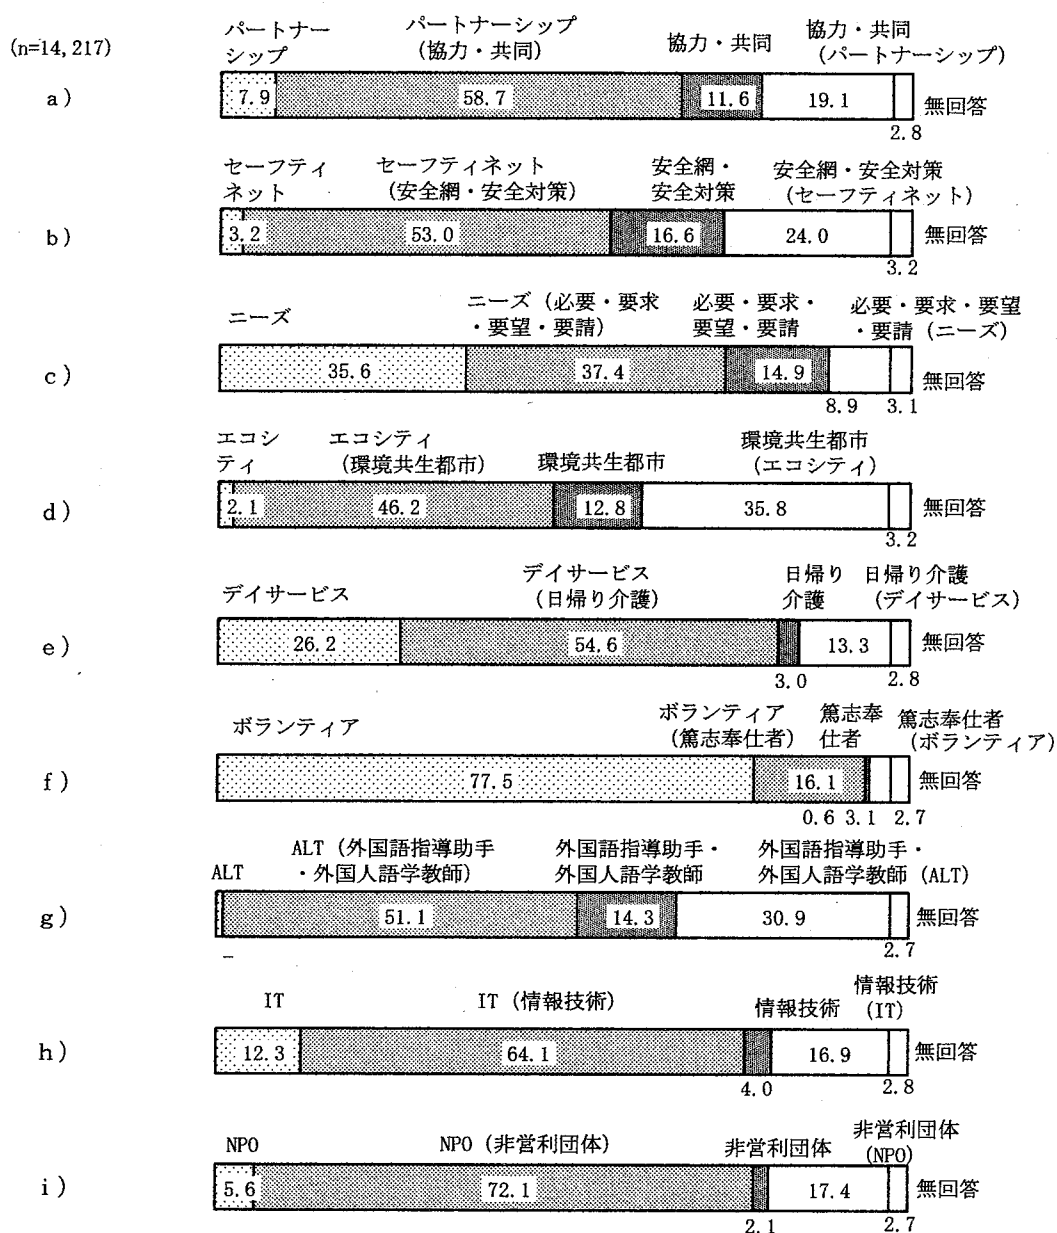 (n=14,217)
パートナー
シップ
パートナーシップ
(協力・共同)
協力・共同
協力・共同
(パートナーシップ)
a)
7.9
58.7
11.6
19.1
無回答
2.8
セーフティ
ネット
セーフティネット
(安全網・安全対策)
安全網・
安全対策
安全網・安全対策
(セーフティネット)
b)
3.2
53.0
16.6
24.0
無回答
3.2
ニーズ
ニーズ (必要・要求
・要望・要請)
必要・要求・
要望・要請
必要・要求・要望
・要請 (ニーズ)
c)
35.6
37.4
14.9
無回答
8.9
3.1
エコシ
ティ
エコシティ
(環境共生都市)
環境共生都市
環境共生都市
(エコシティ)
d)
2.1
46.2
12.8
35.8
無回答
3.2
デイサービス
デイサービス
(日帰り介護)
日帰り
介護
日帰り介護
(デイサービス)
e)
26.2
54.6
13.3
無回答
3.0
2.8
ボランティア
ボランティア
(篤志奉仕者)
篤志奉
仕者
篤志奉仕者
(ボランティア)
f)
77.5
16.1
無回答
0.6
3.1
2.7
ALT
ALT (外国語指導助手
・外国人語学教師)
外国語指導助手・
外国人語学教師
外国語指導助手・
外国人語学教師 (ALT)
g)
51.1
14.3
30.9
無回答
2.7
IT
IT (情報技術)
情報技術
情報技術
(IT)
h)
12.3
64.1
16.9
無回答
4.0
2.8
NPO
NPO (非営利団体)
非営利団体
非営利団体
(NPO)
i)
5.6
72.1
17.4
無回答
2.1
2.7